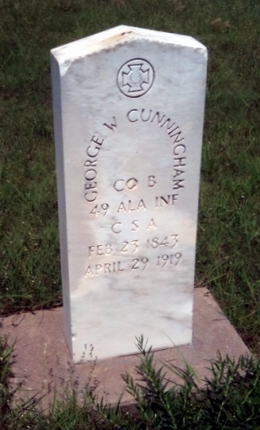 GEORGE W CUNNINGHAM
CO B
49 ALA INF
C S A
FEB 23 1843
APRIL 29 1919